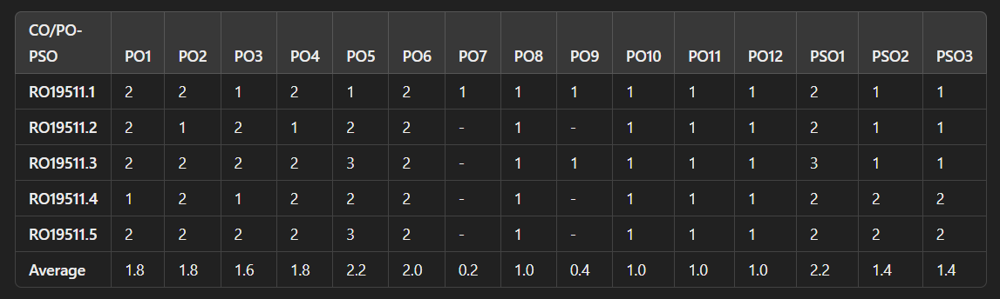 CO/PO-PSO PO1 PO2 PO3 PO4 PO5 PO6 PO7 PO8 PO9 PO10 PO11 PO12 PSO1 PSO2 PSO3
RO19511.1 2 2 1 2 1 2 1 1 1 1 1 1 2 1 1
RO19511.2 2 1 2 1 2 2 - 1 - 1 1 1 2 1 1
RO19511.3 2 2 2 2 3 2 - 1 1 1 1 1 3 1 1
RO19511.4 1 2 1 2 2 2 - 1 - 1 1 1 2 2 2
RO19511.5 2 2 2 2 3 2 - 1 - 1 1 1 2 2 2
Average 1.8 1.8 1.6 1.8 2.2 2.0 0.2 1.0 0.4 1.0 1.0 1.0 2.2 1.4 1.4